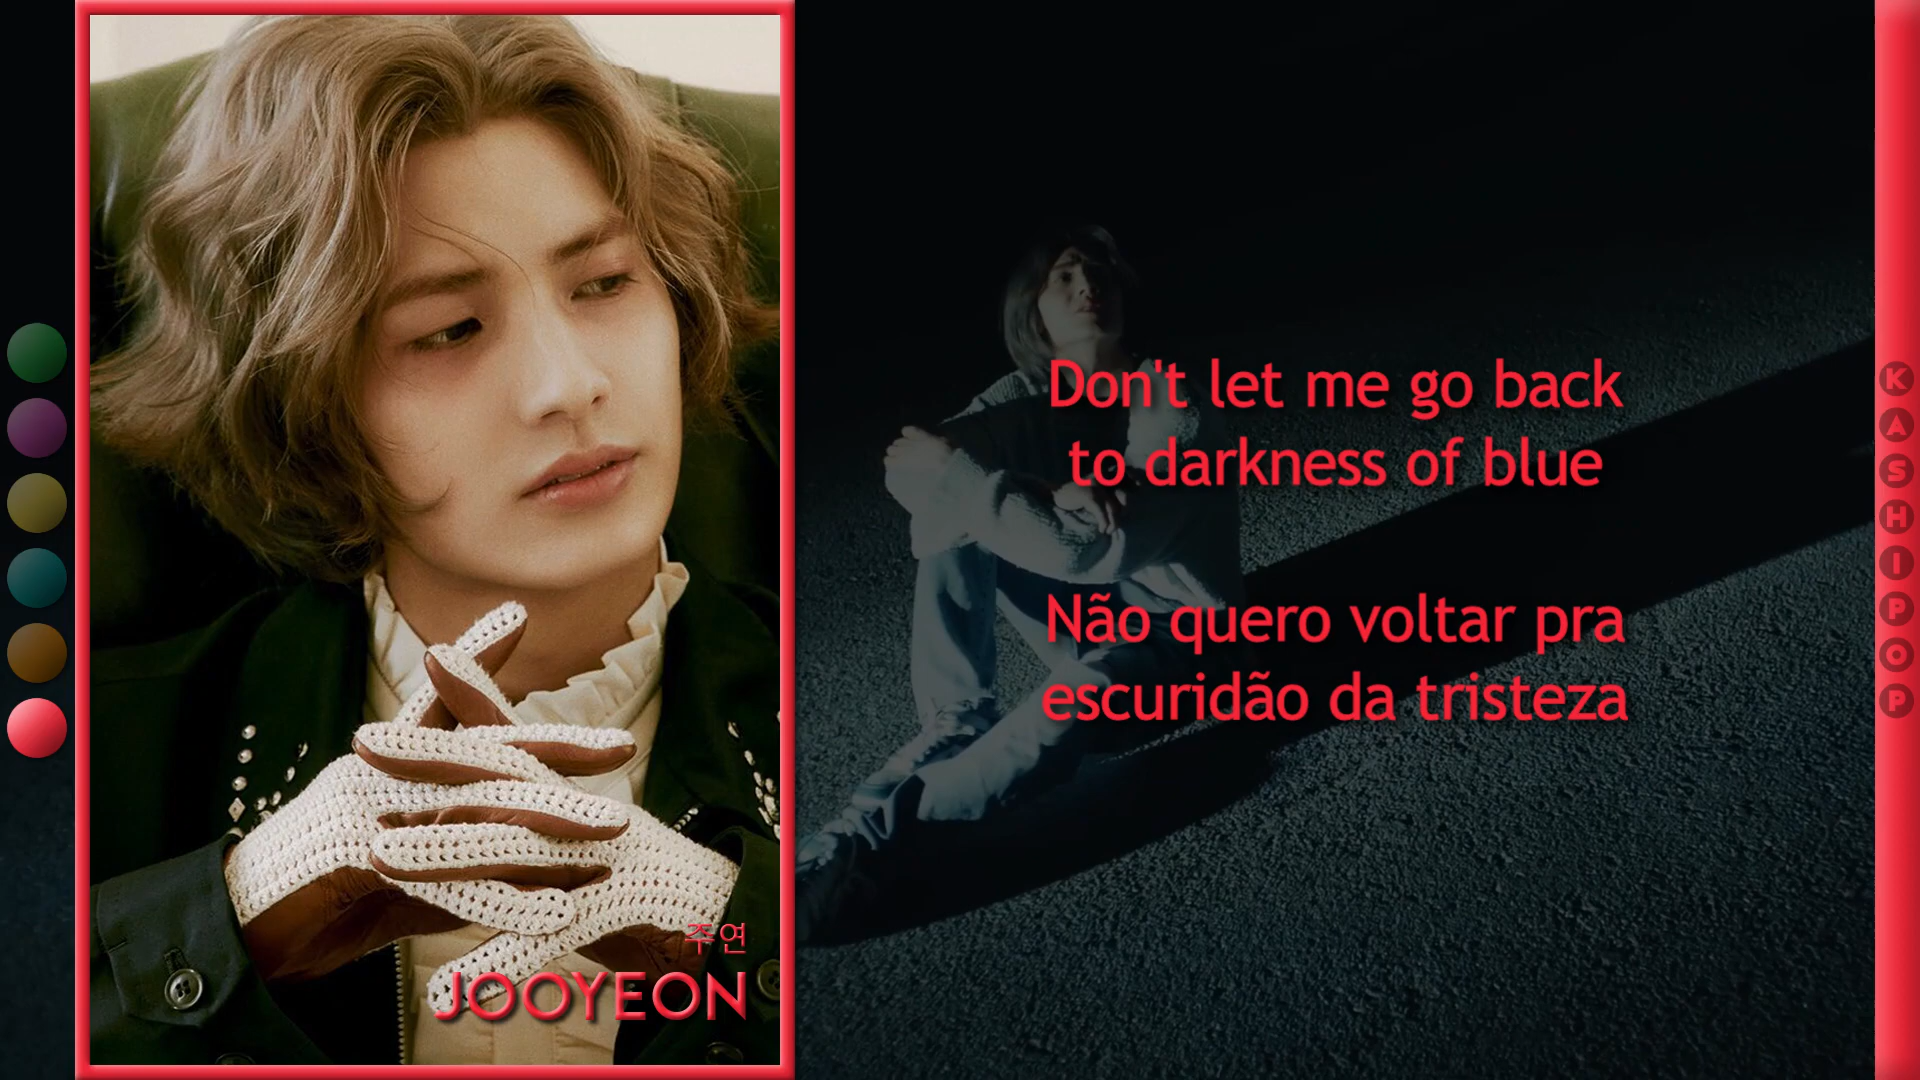 주연
JOOYEON
Don't let me go back
to darkness of blue
Não quero voltar pra
escuridão da tristeza
KASHIPOP